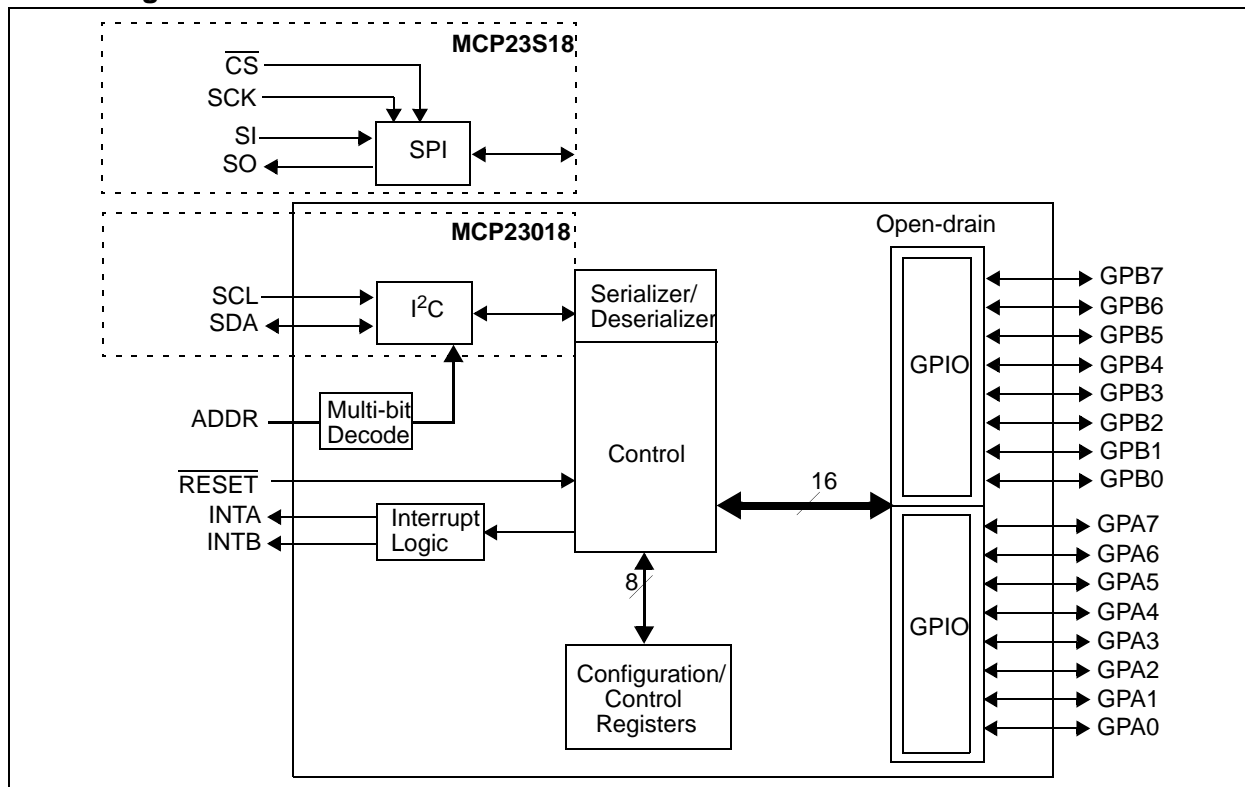 MCP23S18
CS
SCK
SI
SO
SPI
MCP23018
Open-drain
SCL
SDA
I²C
Serializer/
Deserializer
GPIO
GPB7
GPB6
GPB5
GPB4
GPB3
GPB2
GPB1
GPB0
ADDR
Multi-bit
Decode
Control
RESET
16
INTA
INTB
Interrupt
Logic
8
GPIO
GPA7
GPA6
GPA5
GPA4
GPA3
GPA2
GPA1
GPA0
Configuration/
Control
Registers